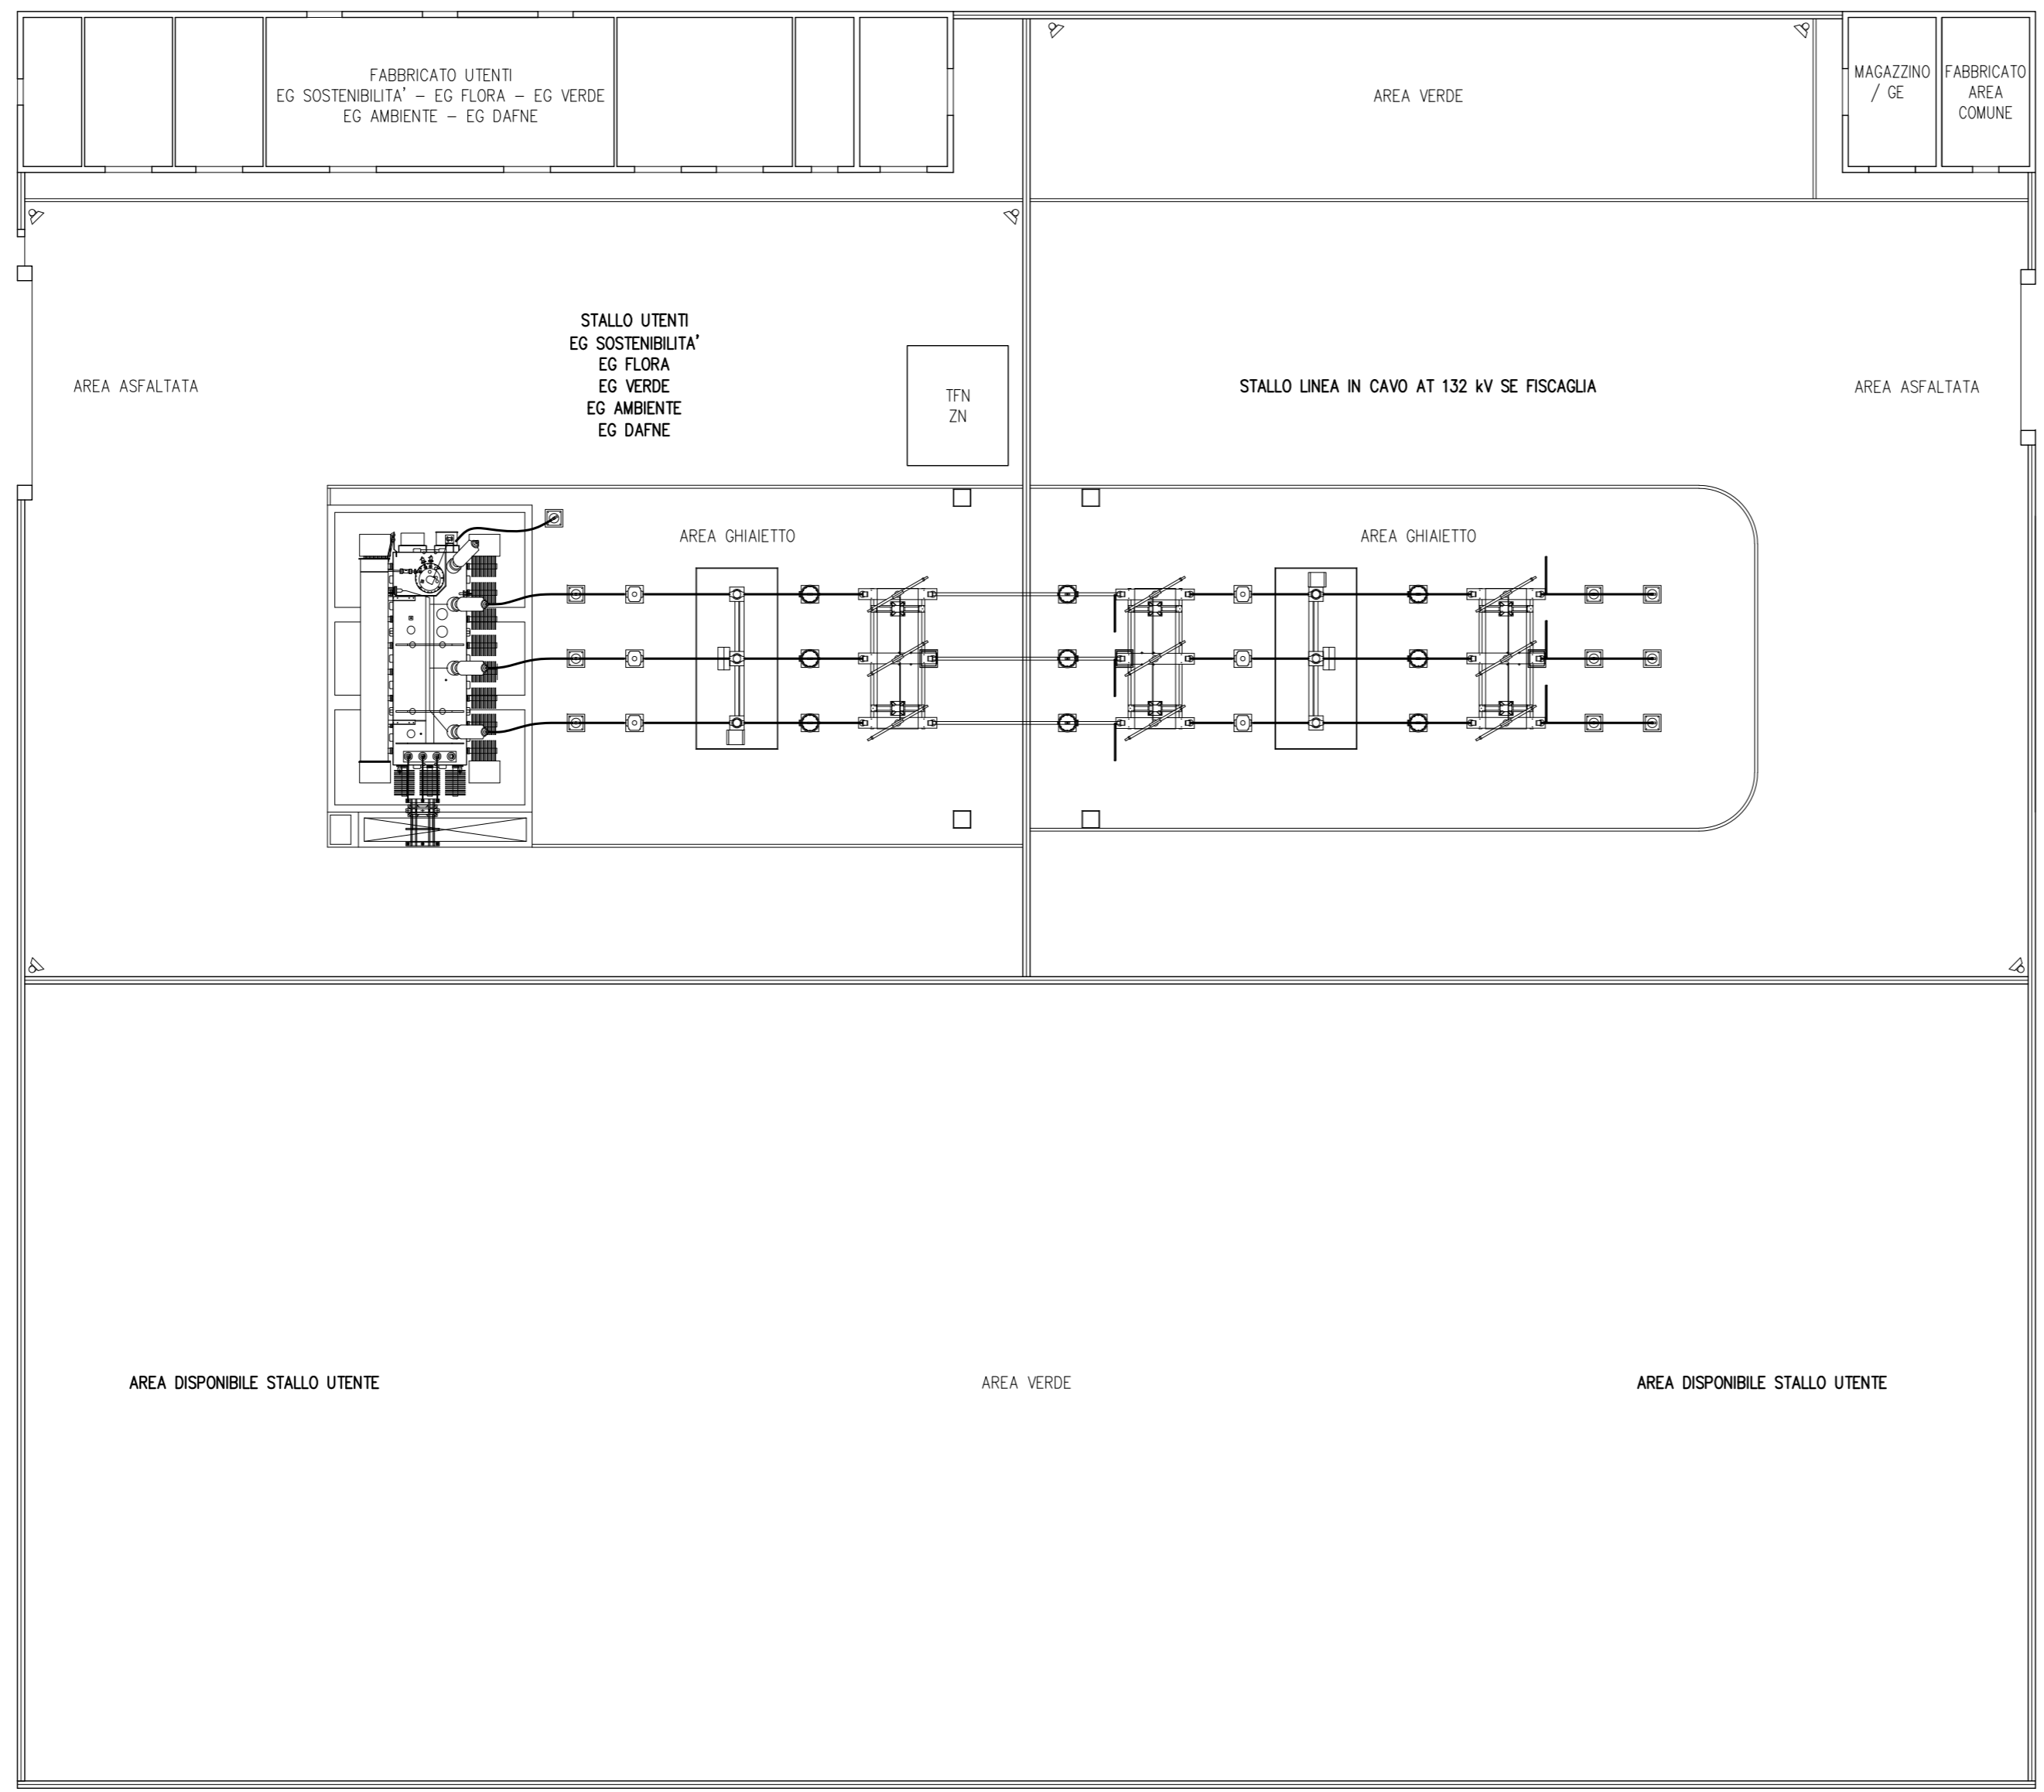 FABBRICATO UTENTI
EG SOSTENIBILITA' – EG FLORA – EG VERDE
EG AMBIENTE – EG DAFNE
AREA VERDE
MAGAZZINO
/ GE
FABBRICATO
AREA
COMUNE
STALLO UTENTI
EG SOSTENIBILITA'
EG FLORA
EG VERDE
EG AMBIENTE
EG DAFNE
AREA ASFALTATA
TFN
ZN
STALLO LINEA IN CAVO AT 132 kV SE FISCAGLIA
AREA ASFALTATA
AREA GHIAIETTO
AREA GHIAIETTO
AREA DISPONIBILE STALLO UTENTE
AREA VERDE
AREA DISPONIBILE STALLO UTENTE